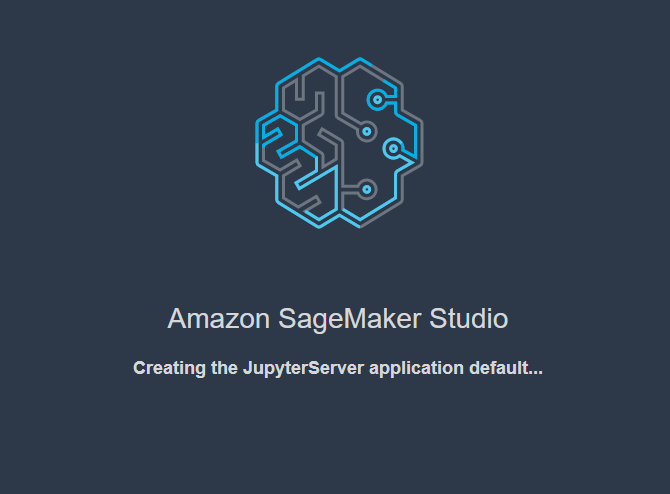 Amazon SageMaker Studio
Creating the JupyterServer application default...